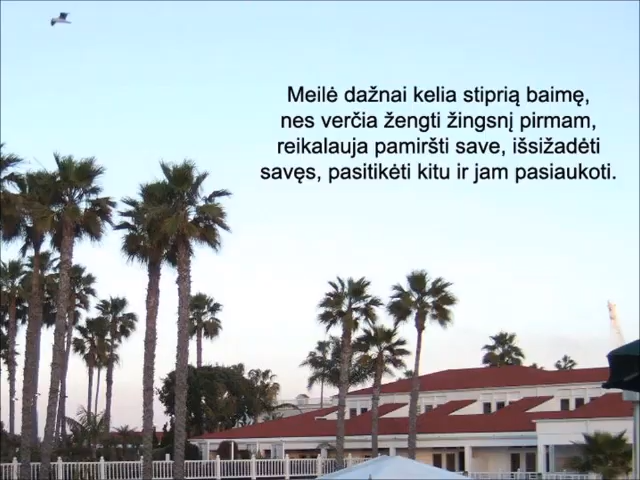 Meilė dažnai kelia stiprią baimę,
nes verčia žengti žingsnį pirmam,
reikalauja pamiršti save, išsižadėti
savęs, pasitikėti kitu ir jam pasiaukoti.